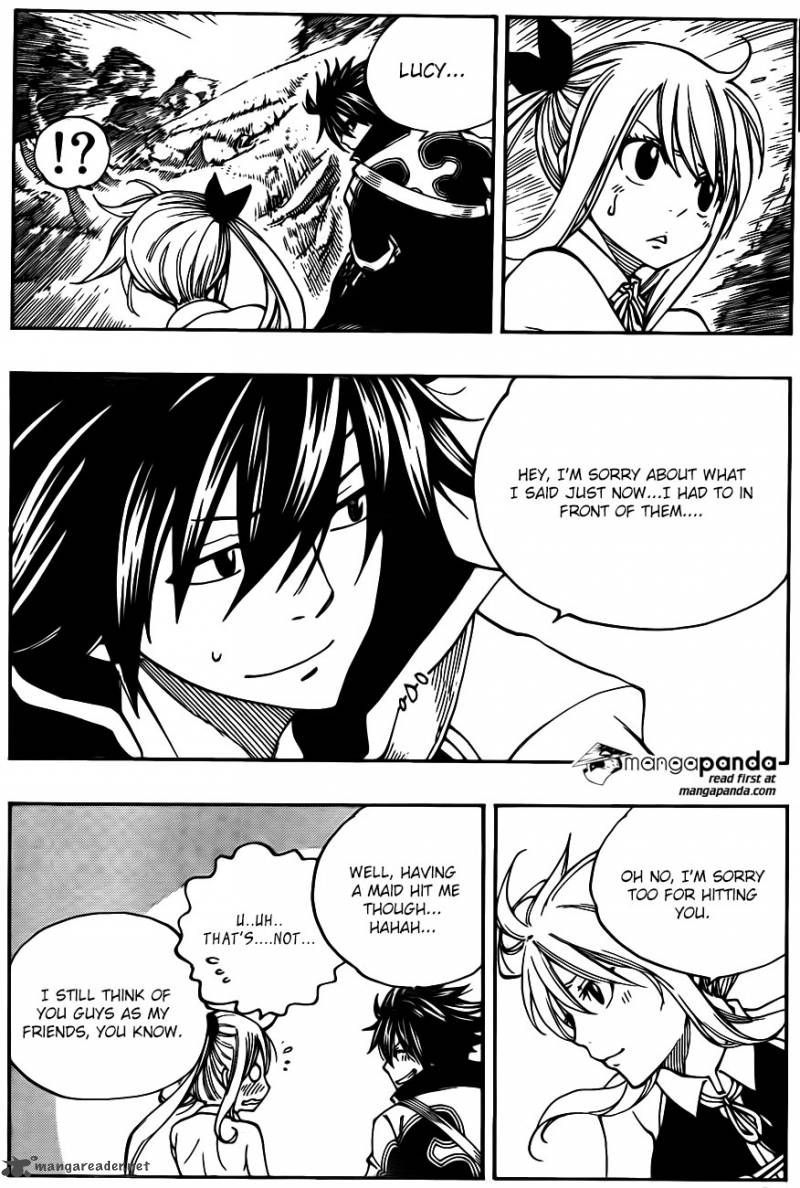 LUCY...
!?
HEY, I'M SORRY ABOUT WHAT
I SAID JUST NOW...I HAD TO IN
FRONT OF THEM....
mangapanda
read first at
mangapanda.com
OH NO, I'M SORRY
TOO FOR HITTING
YOU.
WELL, HAVING
A MAID HIT ME
THOUGH...
HAHAH...
U..UH..
THAT'S....NOT...
I STILL THINK OF
YOU GUYS AS MY
FRIENDS, YOU KNOW.
mangareader.net